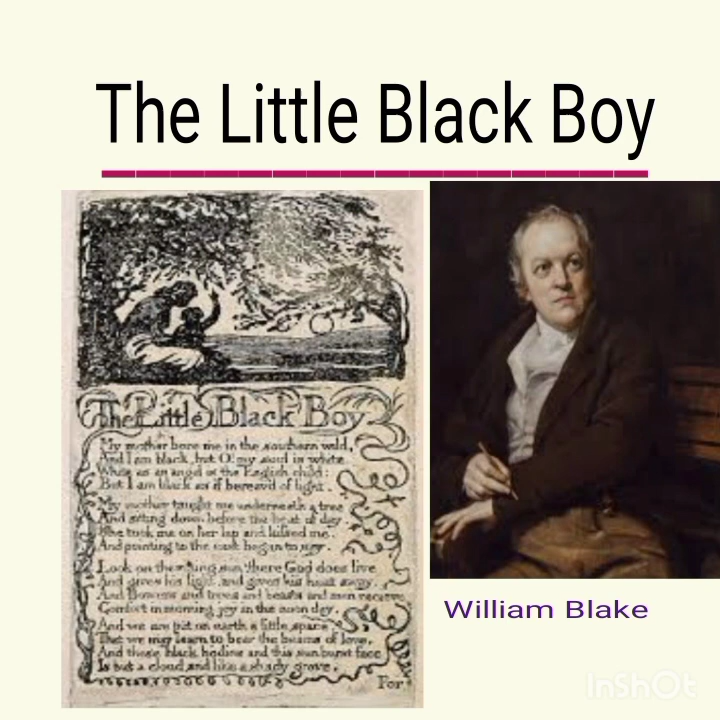 The Little Black Boy
The Little Black Boy
My mother bore me in the southern wild,
And I am black, but O! my soul is white
White as an angel is the English child:
But I am black as if bereav'd of light.
My mother taught me underneath a tree
And sitting down before the heat of day
She took me on her lap and kissed me,
And pointing to the east began to say.
Look on the rising sun: there God does live
And gives his light, and gives his heat away.
And flowers and trees and beasts and men receive
Comfort in morning joy in the noon day.
And we are put on earth a little space,
That we may learn to bear the beams of love,
And these black bodies and this sun-burnt face
Is but a cloud, and like a shady grove.
For
William Blake
InShOt